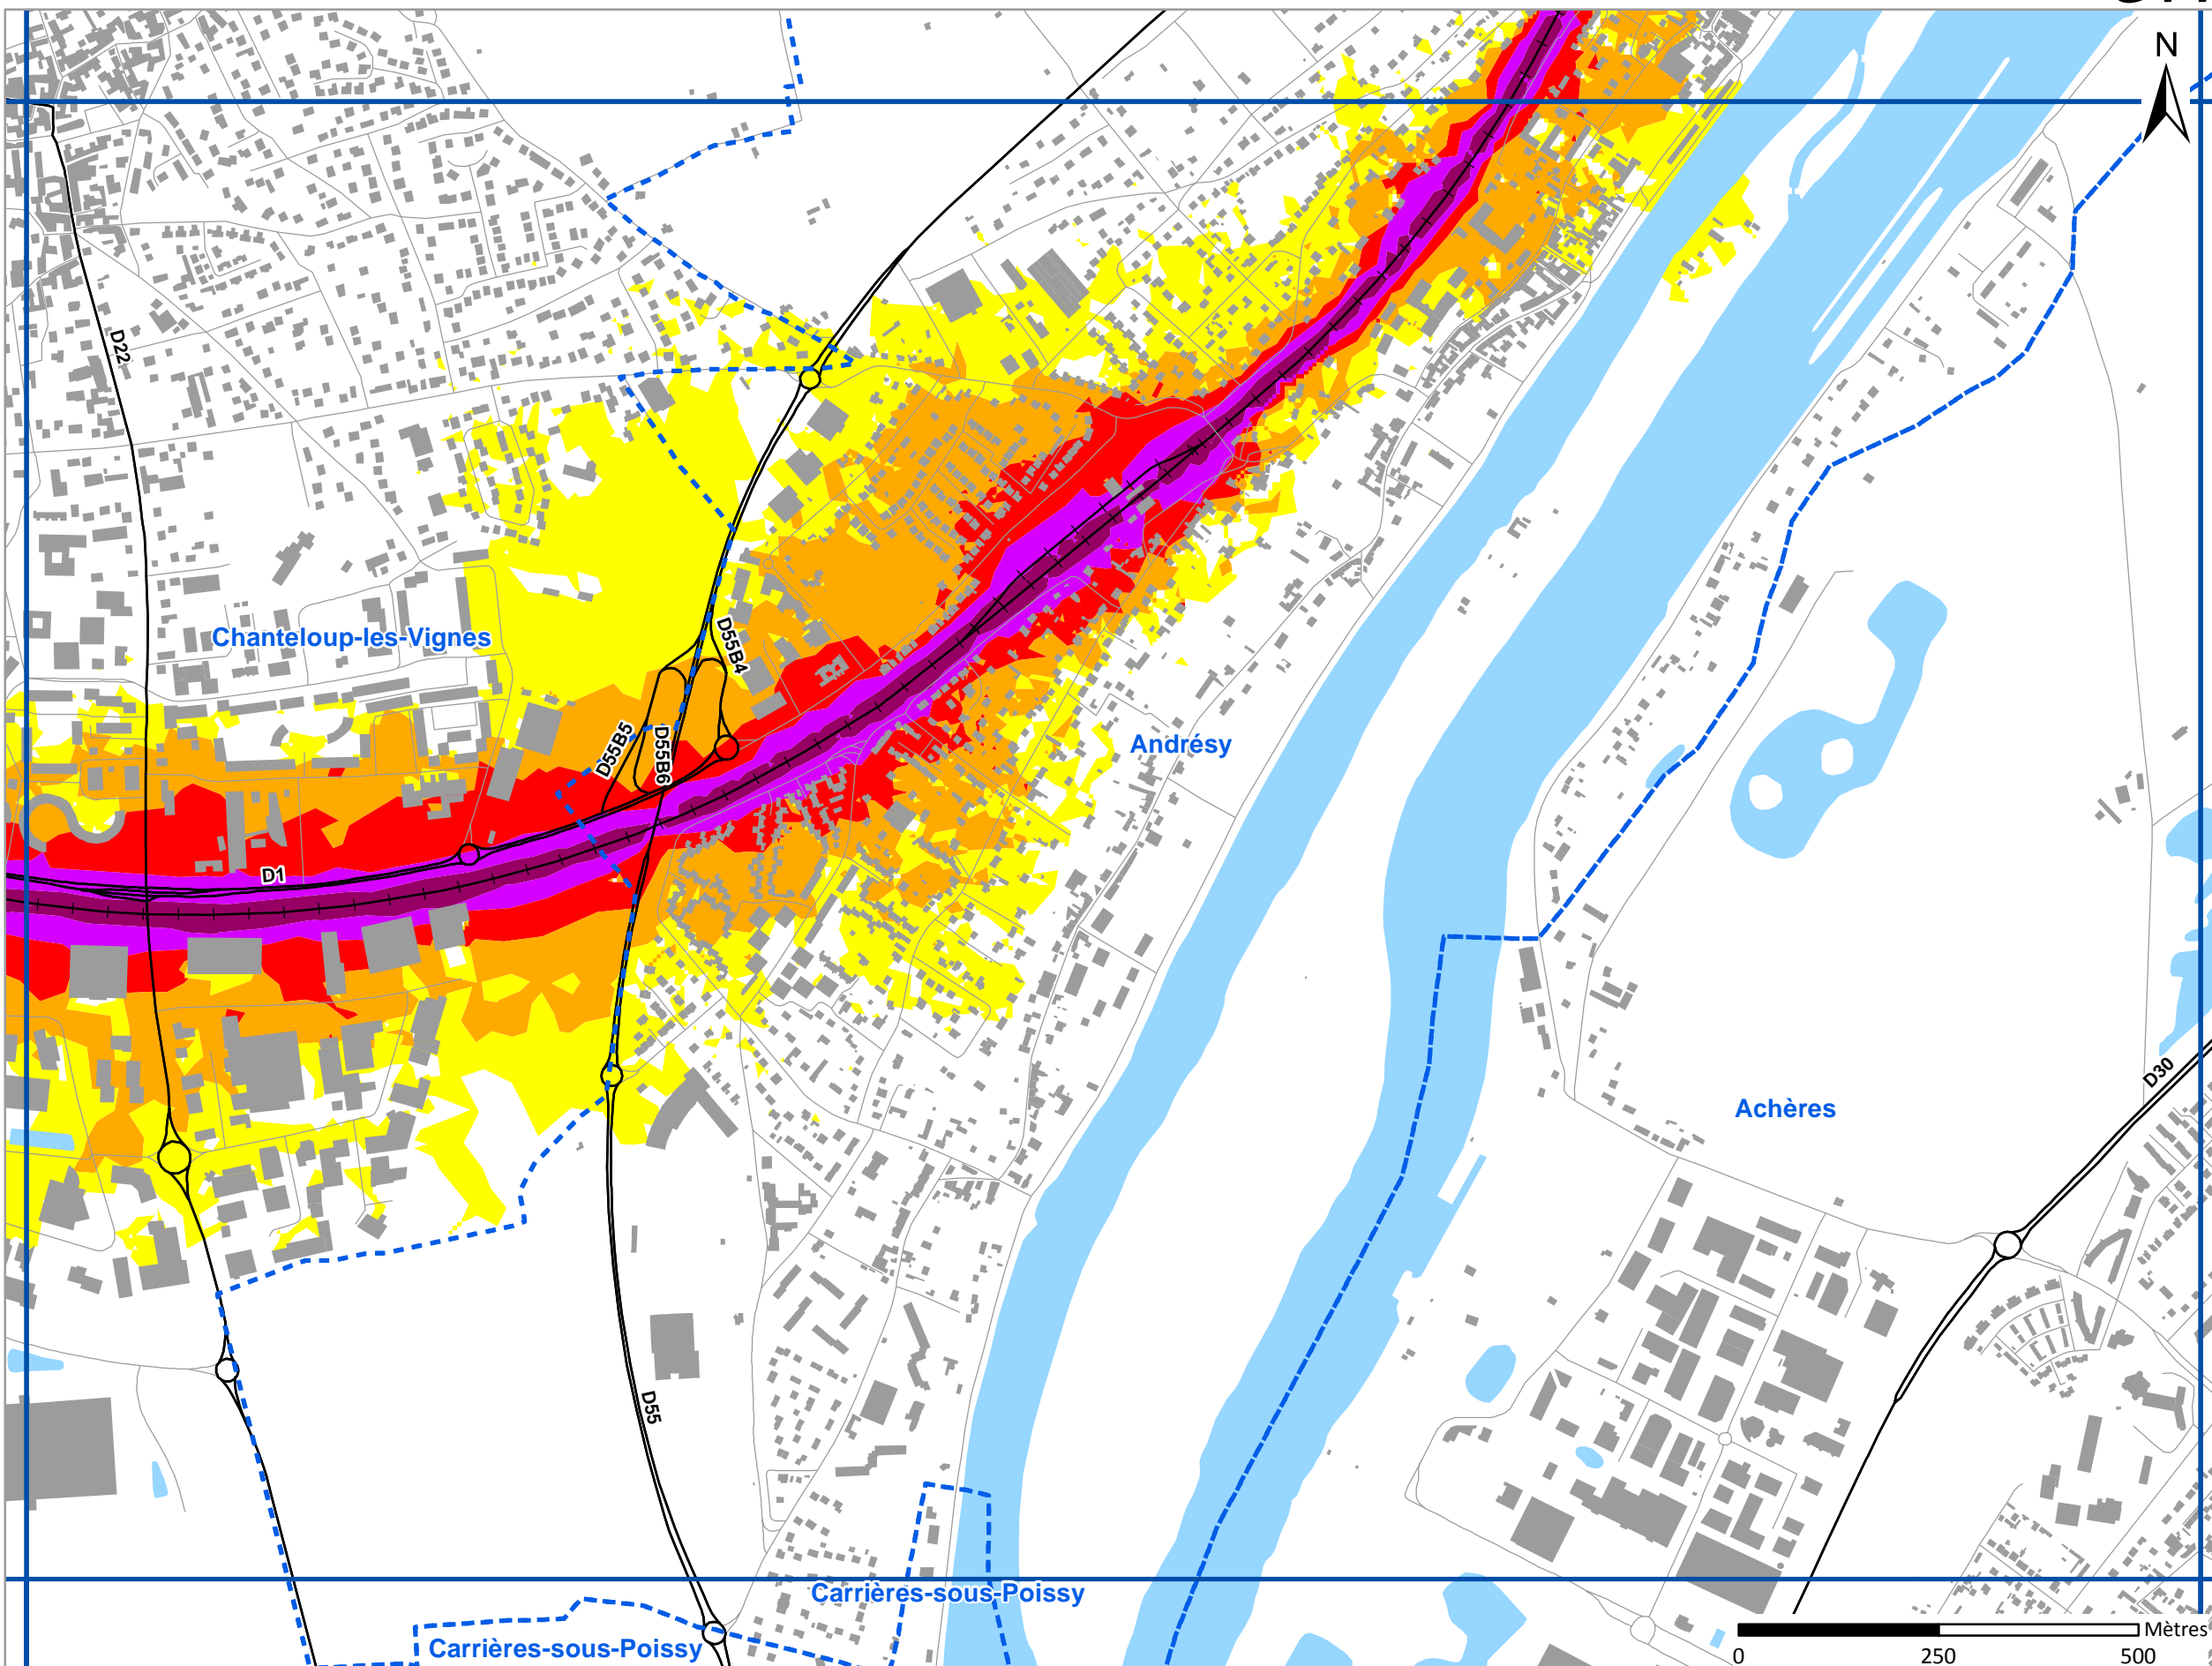 N
D22
Chanteloup-les-Vignes
D55B4
D55B5
D55B6
Andrésy
D1
D30
Achères
D55
Carrières-sous-Poissy
Carrières-sous-Poissy
Mètres
0 250 500